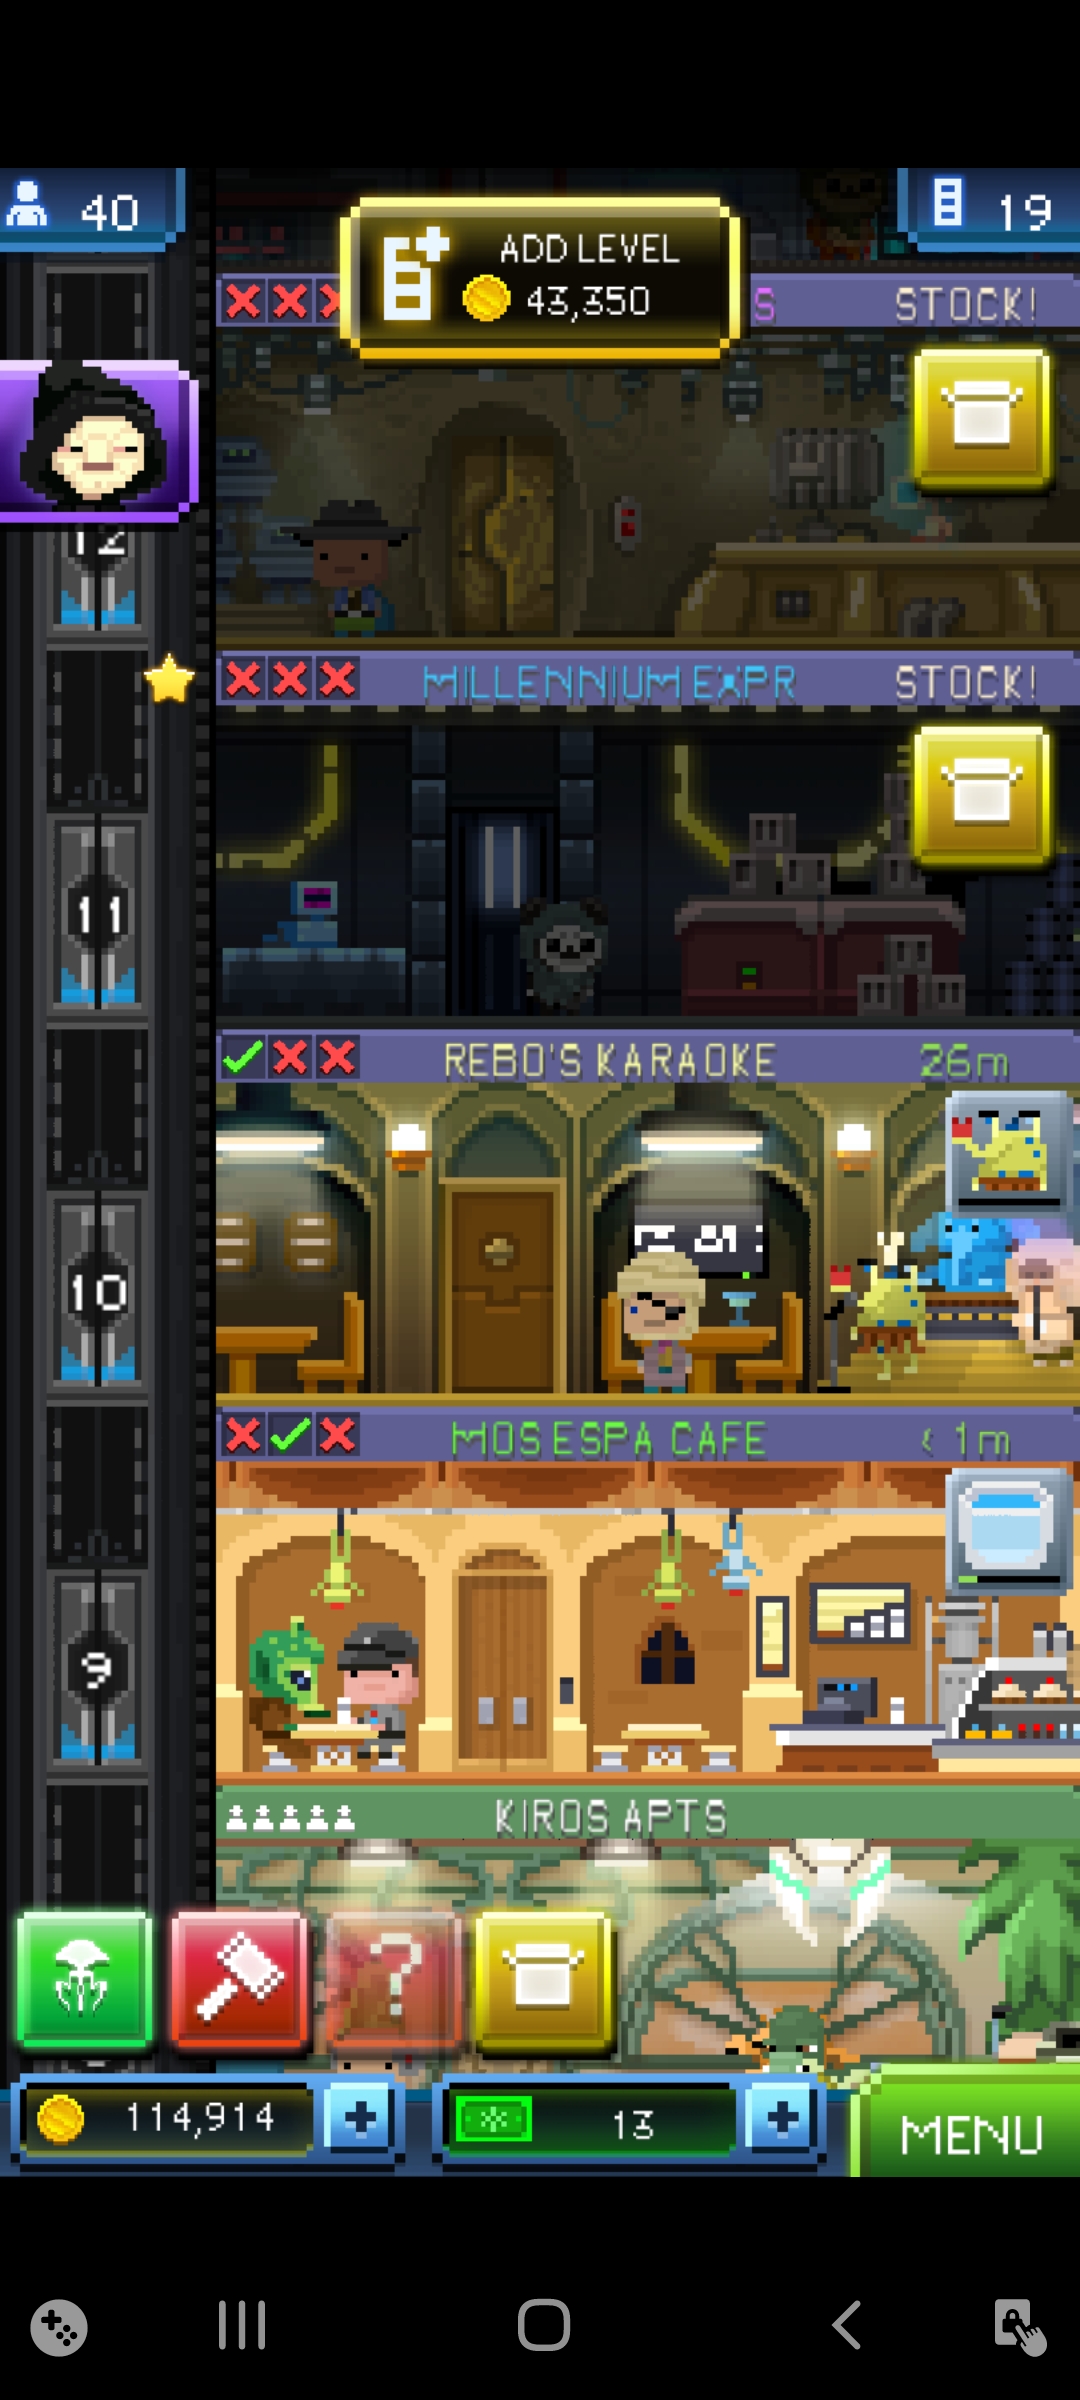 40
ADD LEVEL
43,350
19
S
STOCK!
12
MILLENNIUM EXPR
STOCK!
11
REBO'S KARAOKE
26m
10
MOS ESPA CAFE
< 1m
9
KIROS APTS
?
114,914
13
MENU